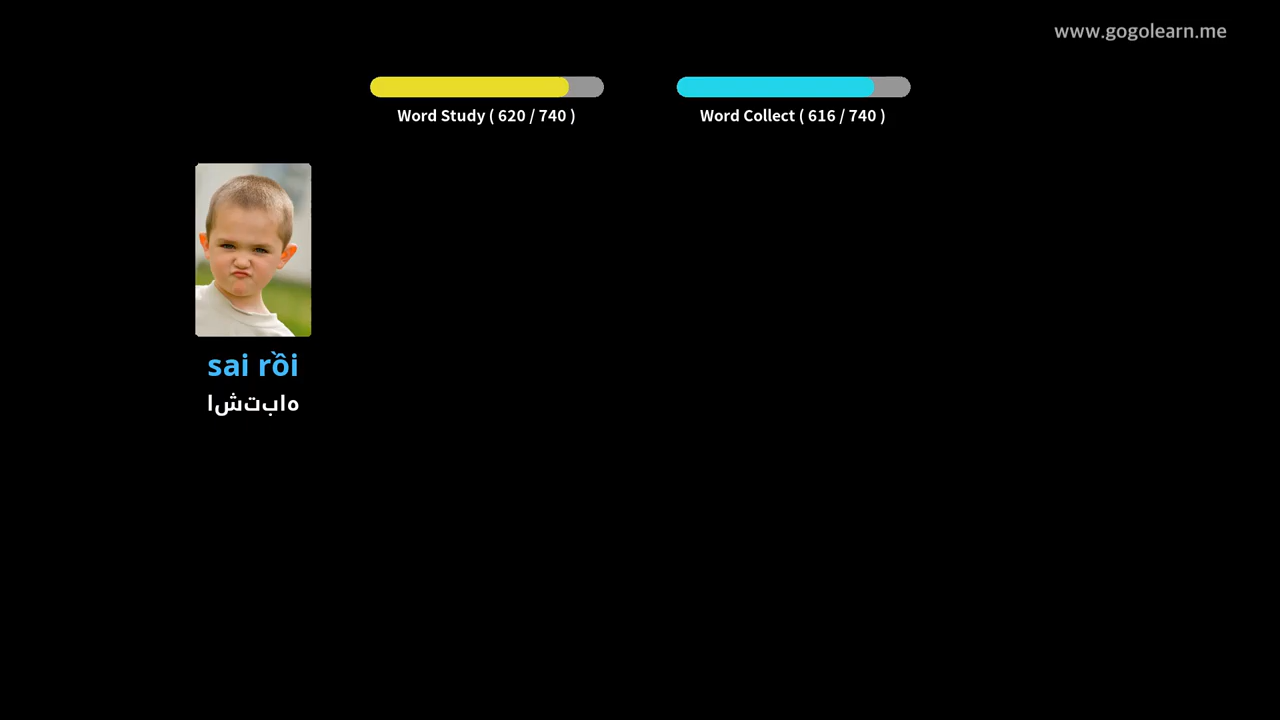 www.gogolearn.me
Word Study ( 620 / 740 )
Word Collect ( 616 / 740 )
sai rồi
اشتباه